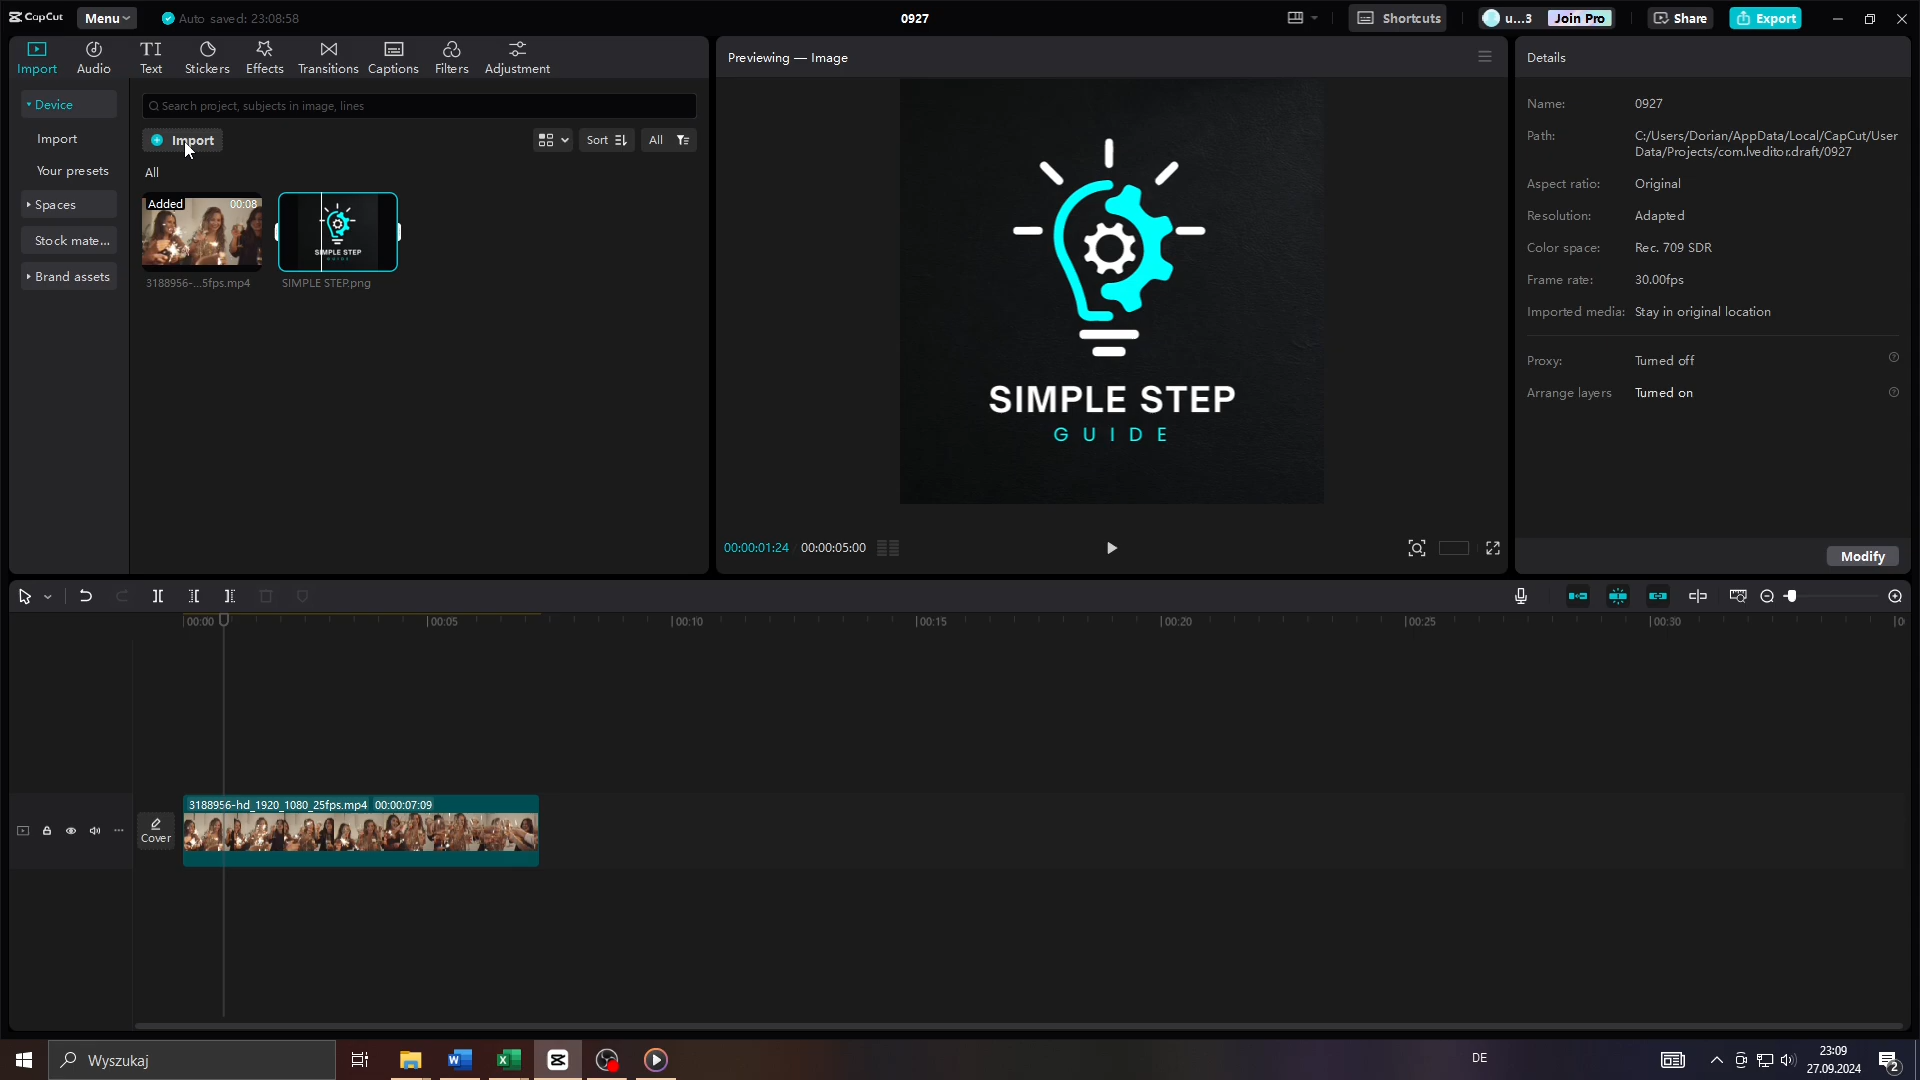 CapCut
Menu
Auto saved: 23:08:58
0927
Shortcuts
u...3
Join Pro
Share
Export
Import
Audio
Text
Stickers
Effects
Transitions
Captions
Filters
Adjustment
Device
Import
Your presets
Spaces
Stock mate...
Brand assets
Search project, subjects in image, lines
Import
Sort
All
All
Added
00:08
3188956-...5fps.mp4
SIMPLE STEP
GUIDE
SIMPLE STEP.png
Previewing — Image
SIMPLE STEP
GUIDE
00:00:01:24
00:00:05:00
Details
Name:
0927
Path:
C:/Users/Dorian/AppData/Local/CapCut/User
Data/Projects/com.lveditor.draft/0927
Aspect ratio:
Original
Resolution:
Adapted
Color space:
Rec. 709 SDR
Frame rate:
30.00fps
Imported media:
Stay in original location
Proxy:
Turned off
Arrange layers
Turned on
Modify
00:00
00:05
00:10
00:15
00:20
00:25
00:30
Cover
3188956-hd_1920_1080_25fps.mp4
00:00:07:09
Wyszukaj
DE
23:09
27.09.2024
2